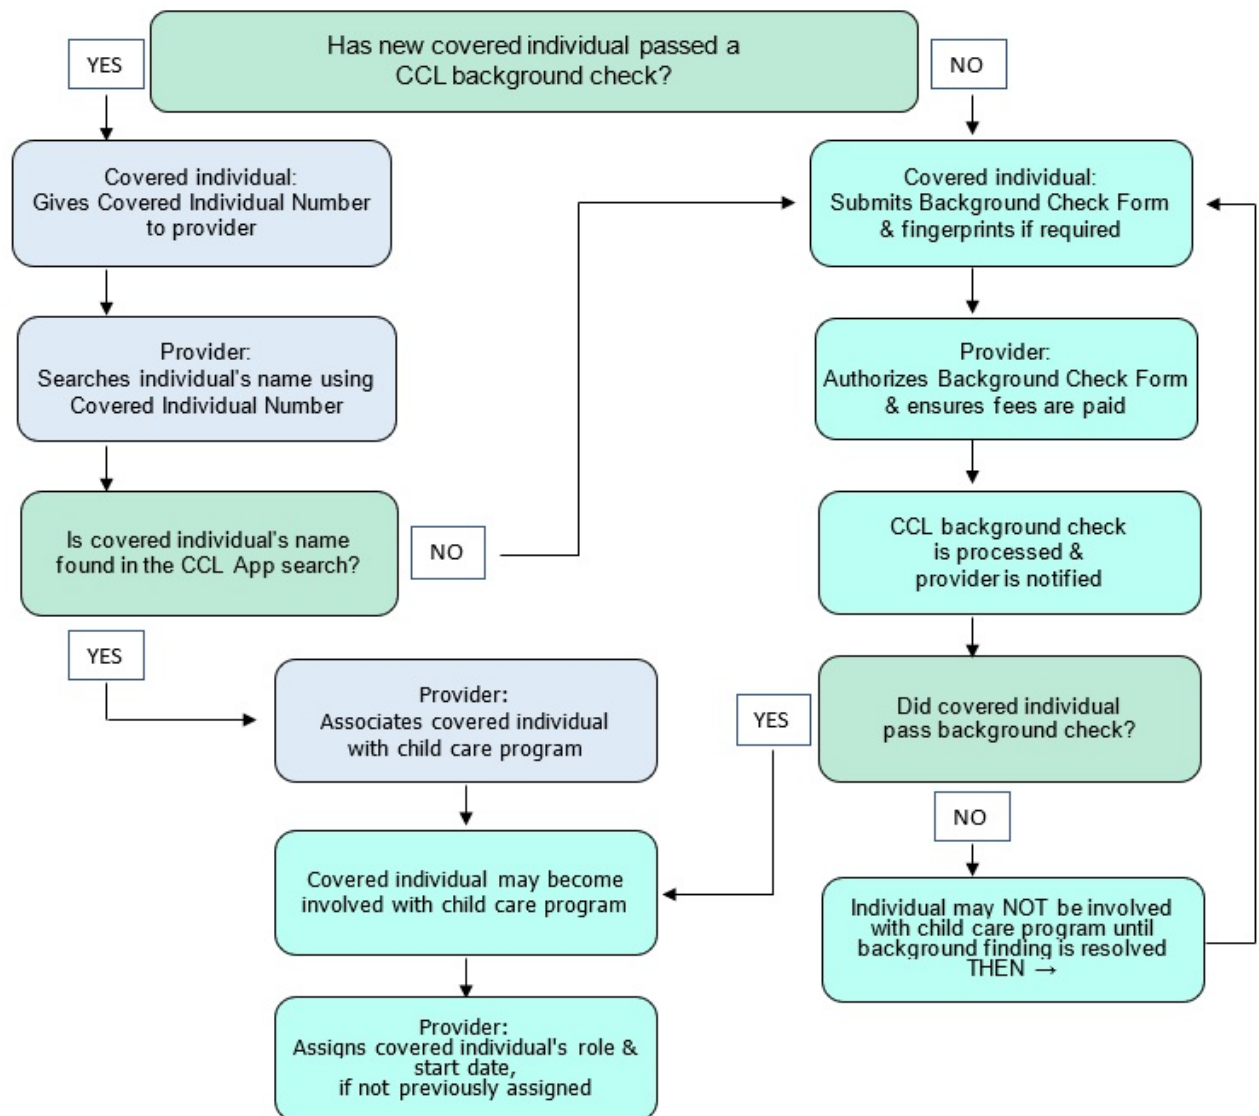 Has new covered individual passed a
CCL background check?
YES
NO
Covered individual:
Gives Covered Individual Number
to provider
Covered individual:
Submits Background Check Form
& fingerprints if required
Provider:
Searches individual's name using
Covered Individual Number
Provider:
Authorizes Background Check Form
& ensures fees are paid
Is covered individual's name
found in the CCL App search?
NO
CCL background check
is processed &
provider is notified
YES
Provider:
Associates covered individual
with child care program
YES
Did covered individual
pass background check?
NO
Covered individual may become
involved with child care program
Individual may NOT be involved
with child care program until
background finding is resolved
THEN →
Provider:
Assigns covered individual's role &
start date,
if not previously assigned